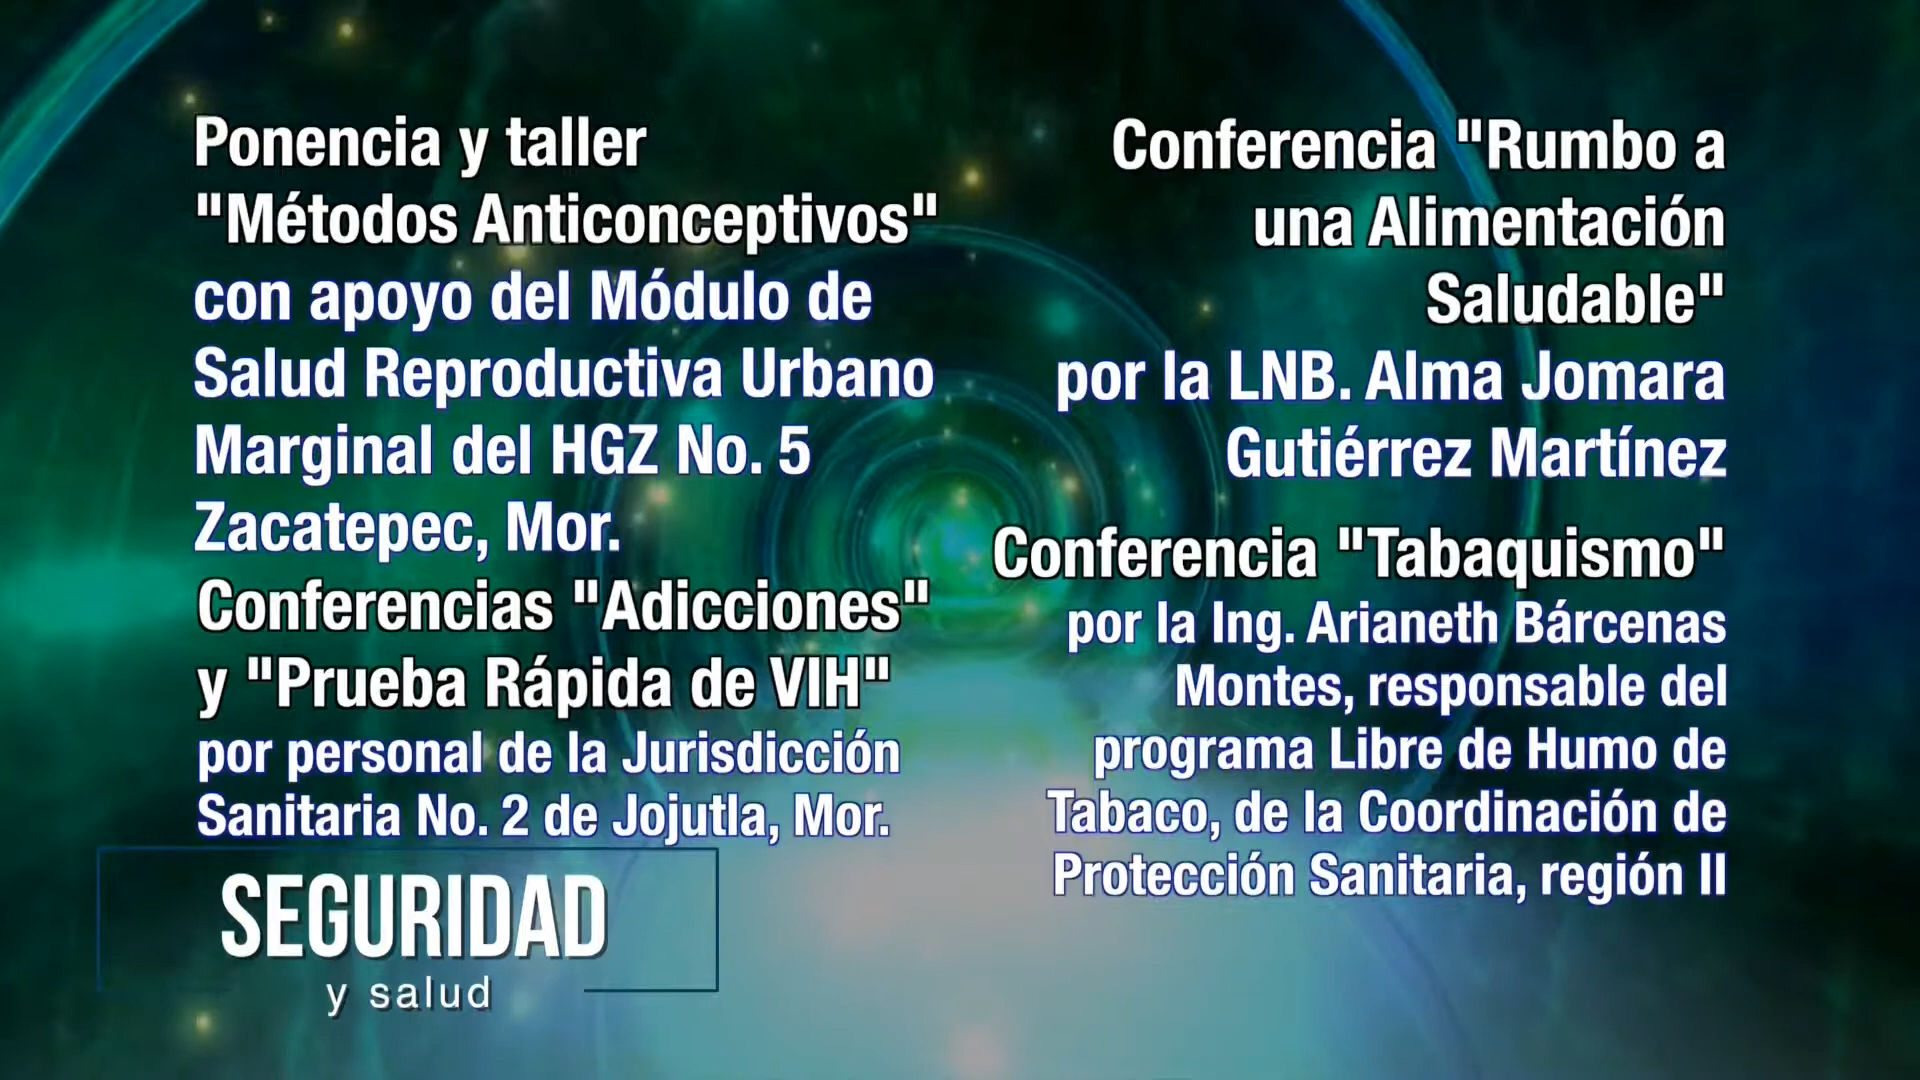 Ponencia y taller
"Métodos Anticonceptivos"
con apoyo del Módulo de
Salud Reproductiva Urbano
Marginal del HGZ No. 5
Zacatepec, Mor.
Conferencias "Adicciones"
y "Prueba Rápida de VIH"
por personal de la Jurisdicción
Sanitaria No. 2 de Jojutla, Mor.
Conferencia "Rumbo a
una Alimentación
Saludable"
por la LNB. Alma Jomara
Gutiérrez Martínez
Conferencia "Tabaquismo"
por la Ing. Arianeth Bárcenas
Montes, responsable del
programa Libre de Humo de
Tabaco, de la Coordinación de
Protección Sanitaria, región II
SEGURIDAD
y salud